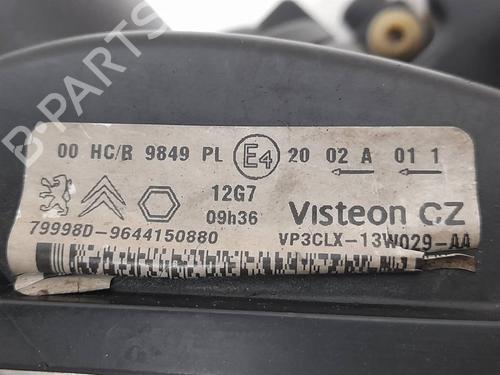 B-PARTS
00 HC/R 9849 PL E4 20 02 A 01 1
12G7
09h36
Visteon CZ
79998D-9644150880
VP3CLX-13W029-AA